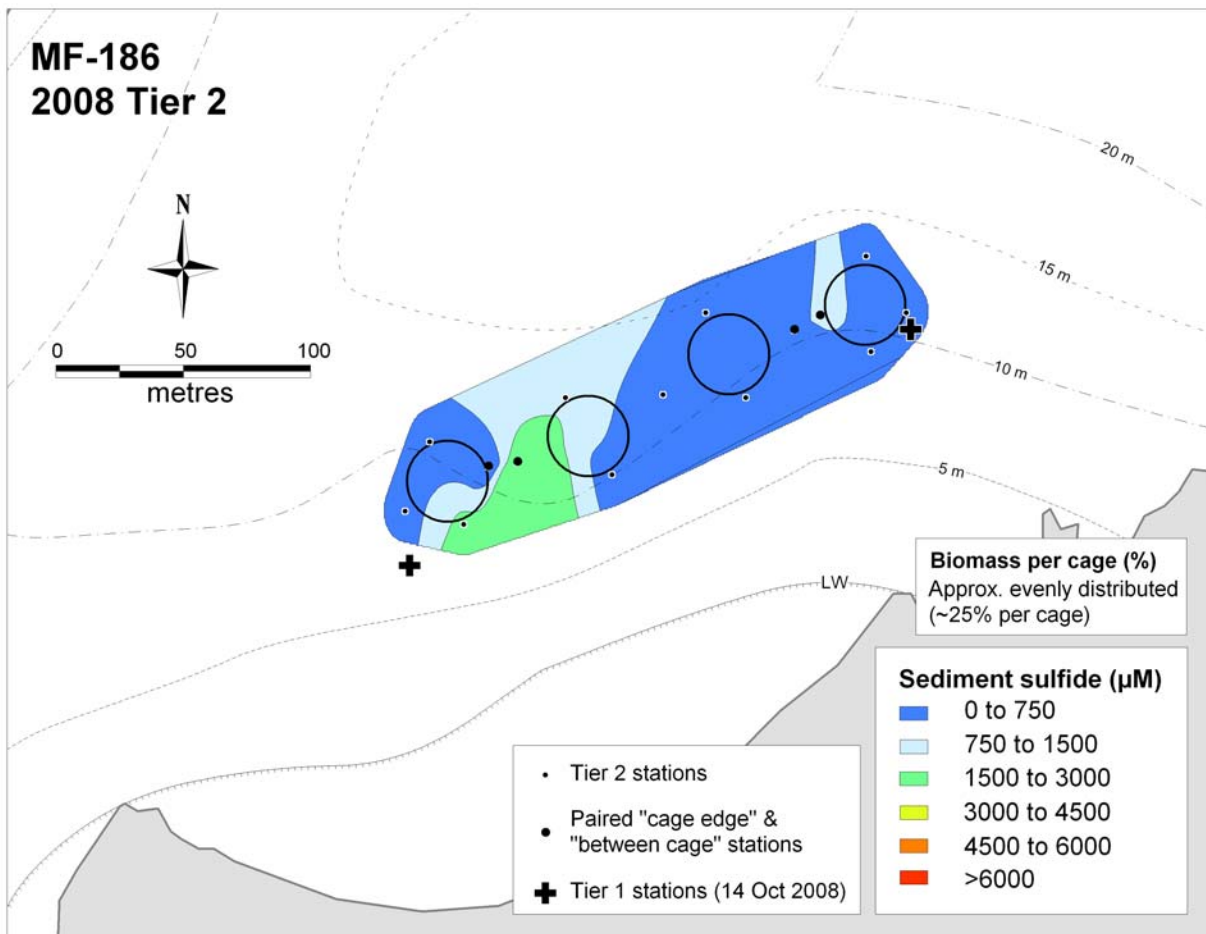 MF-186
2008 Tier 2
N
0 50 100
metres
20 m
15 m
10 m
5 m
LW
Biomass per cage (%)
Approx. evenly distributed
(~25% per cage)
Sediment sulfide (µM)
0 to 750
750 to 1500
1500 to 3000
3000 to 4500
4500 to 6000
>6000
Tier 2 stations
Paired "cage edge" &
"between cage" stations
Tier 1 stations (14 Oct 2008)